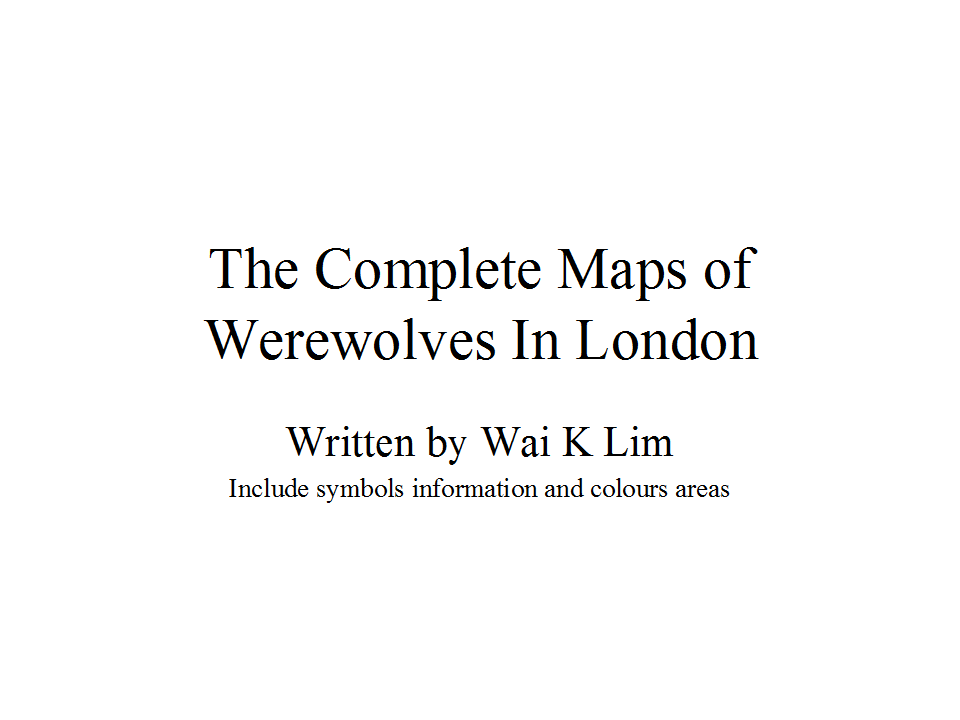 The Complete Maps of
Werewolves In London
Written by Wai K Lim
Include symbols information and colours areas